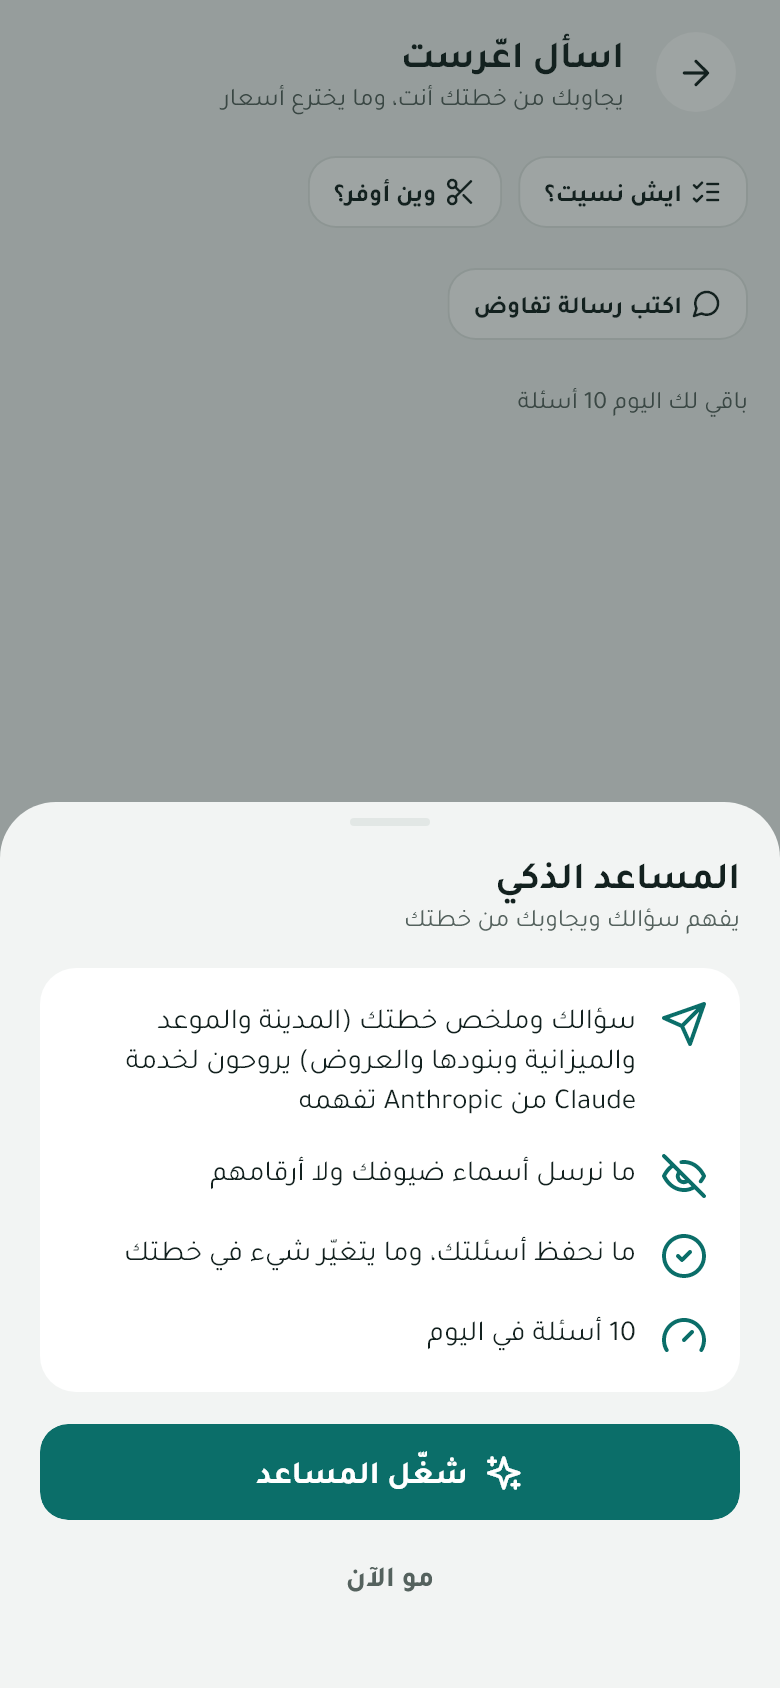 اسأل اعّرست
يجاوبك من خطتك أنت، وما يخترع أسعار
ايش نسيت؟
وين أوفر؟
اكتب رسالة تفاوض
باقي لك اليوم 10 أسئلة
المساعد الذكي
يفهم سؤالك ويجاوبك من خطتك
سؤالك وملخص خطتك (المدينة والموعد
والميزانية وبنودها والعروض) يروحون لخدمة
Claude من Anthropic تفهمه
ما نرسل أسماء ضيوفك ولا أرقامهم
ما نحفظ أسئلتك، وما يتغيّر شيء في خطتك
10 أسئلة في اليوم
شغّل المساعد
مو الآن